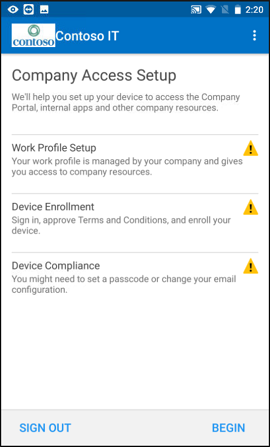 2:20
contoso
Contoso IT
Company Access Setup
We'll help you set up your device to access the Company
Portal, internal apps and other company resources.
Work Profile Setup
Your work profile is managed by your company and gives
you access to company resources.
Device Enrollment
Sign in, approve Terms and Conditions, and enroll your
device.
Device Compliance
You might need to set a passcode or change your email
configuration.
SIGN OUT
BEGIN